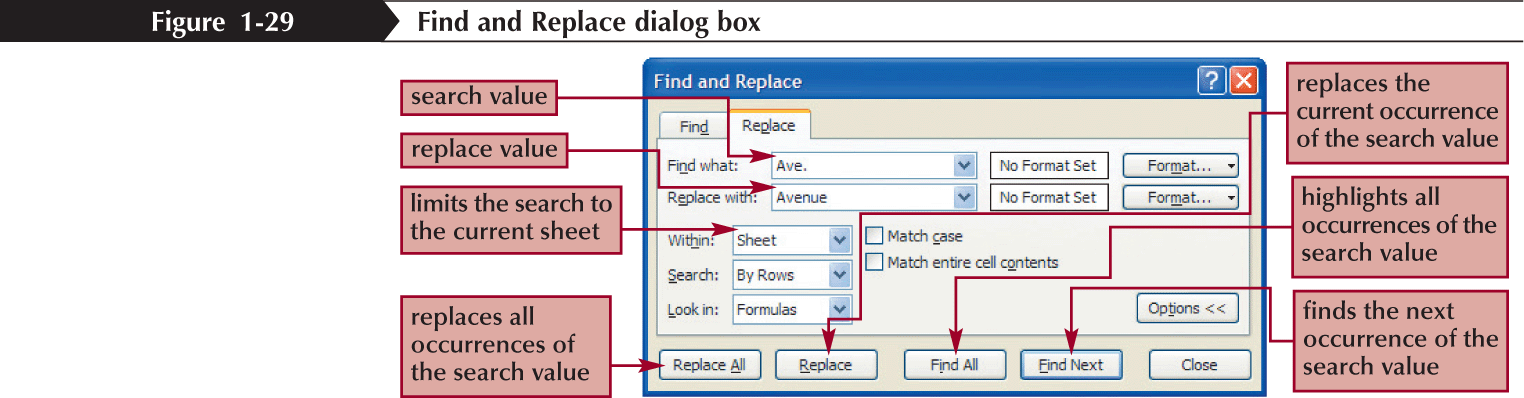 Figure 1-29
Find and Replace dialog box
search value
replace value
limits the search to
the current sheet
replaces all
occurrences of
the search value
Find and Replace
Find
Replace
Find what:
Ave.
No Format Set
Format...
Replace with:
Avenue
No Format Set
Format...
Within:
Sheet
Match case
Match entire cell contents
Search:
By Rows
Look in:
Formulas
Options <<
Replace All
Replace
Find All
Find Next
Close
replaces the
current occurrence
of the search value
highlights all
occurrences of the
search value
finds the next
occurrence of the
search value